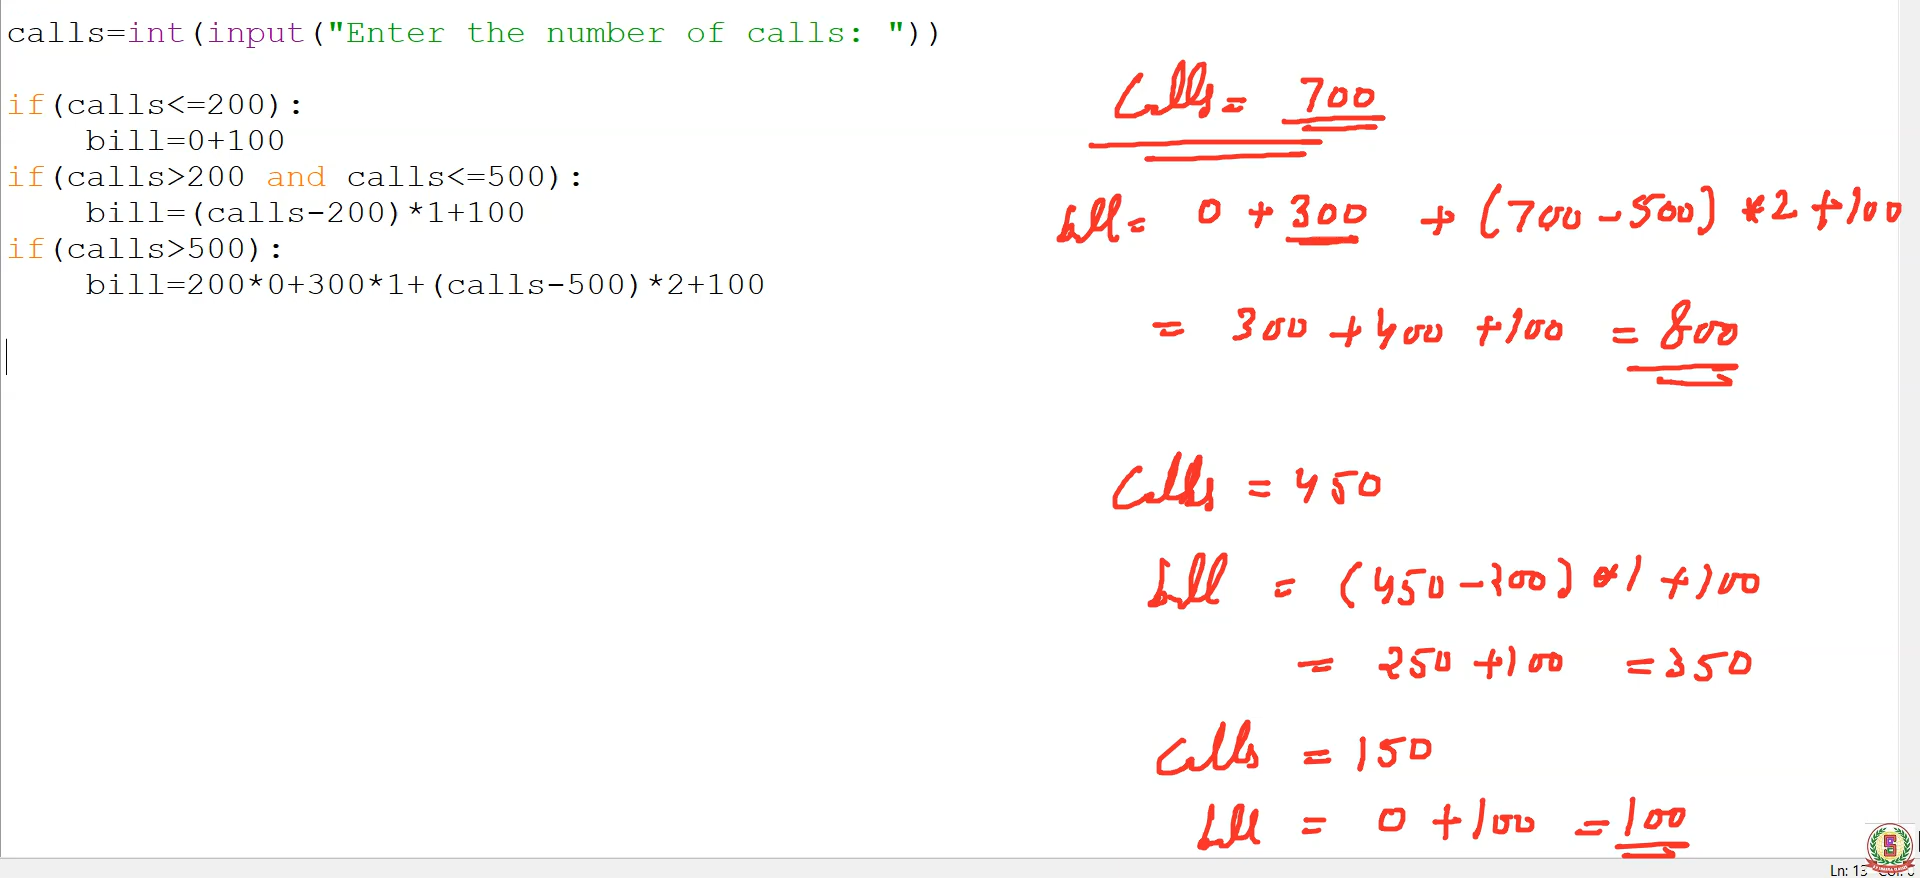 calls=int(input("Enter the number of calls: "))
if(calls<=200):
    bill=0+100
if(calls>200 and calls<=500):
    bill=(calls-200)*1+100
if(calls>500):
    bill=200*0+300*1+(calls-500)*2+100
Calls = 700
bill = 0 + 300 + (700-500) *2 +100
= 300 +400 +100 = 800
Calls = 450
bill = (450-200) *1 +100
= 250 +100 =350
Calls = 150
bill = 0 +100 =100
Ln: 13